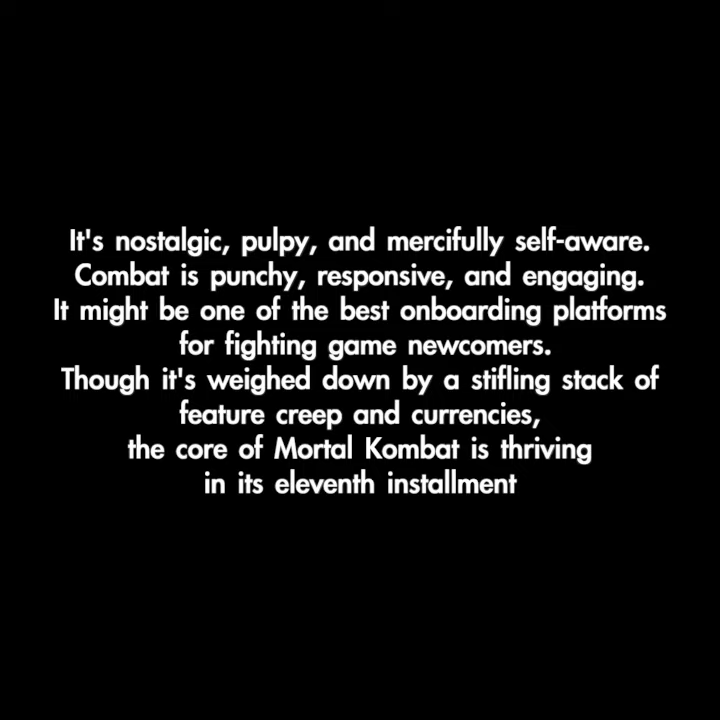 It's nostalgic, pulpy, and mercifully self-aware.
Combat is punchy, responsive, and engaging.
It might be one of the best onboarding platforms
for fighting game newcomers.
Though it's weighed down by a stifling stack of
feature creep and currencies,
the core of Mortal Kombat is thriving
in its eleventh installment